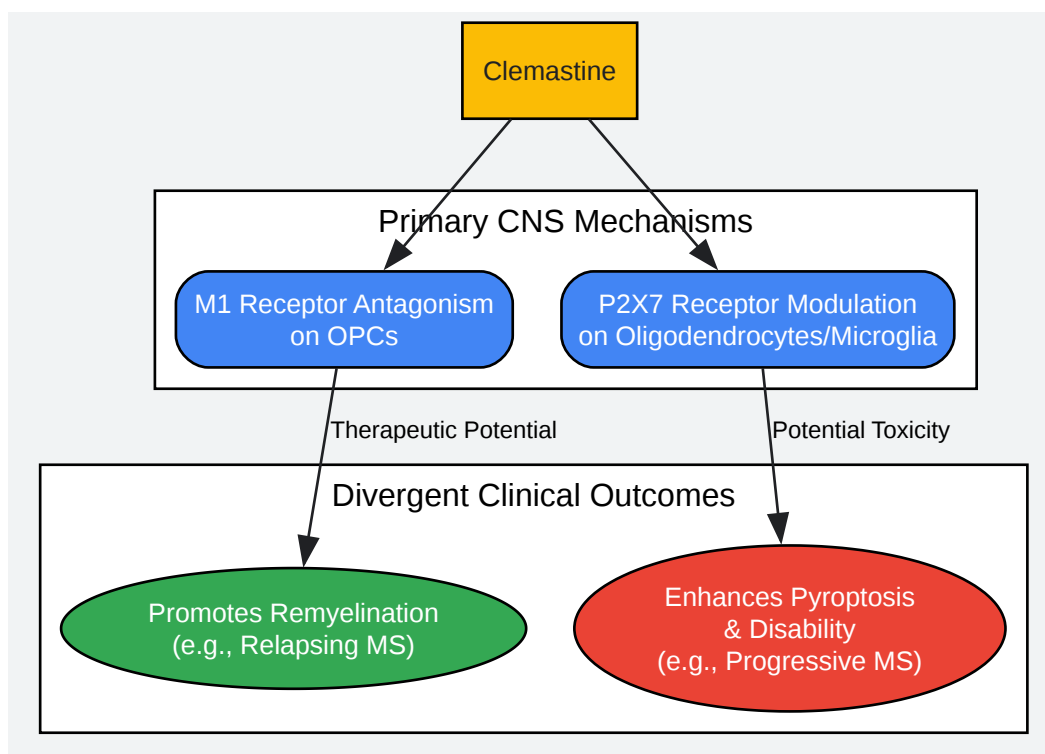 Clemastine
Primary CNS Mechanisms
M1 Receptor Antagonism
on OPCs
P2X7 Receptor Modulation
on Oligodendrocytes/Microglia
Therapeutic Potential
Potential Toxicity
Divergent Clinical Outcomes
Promotes Remyelination
(e.g., Relapsing MS)
Enhances Pyroptosis
& Disability
(e.g., Progressive MS)